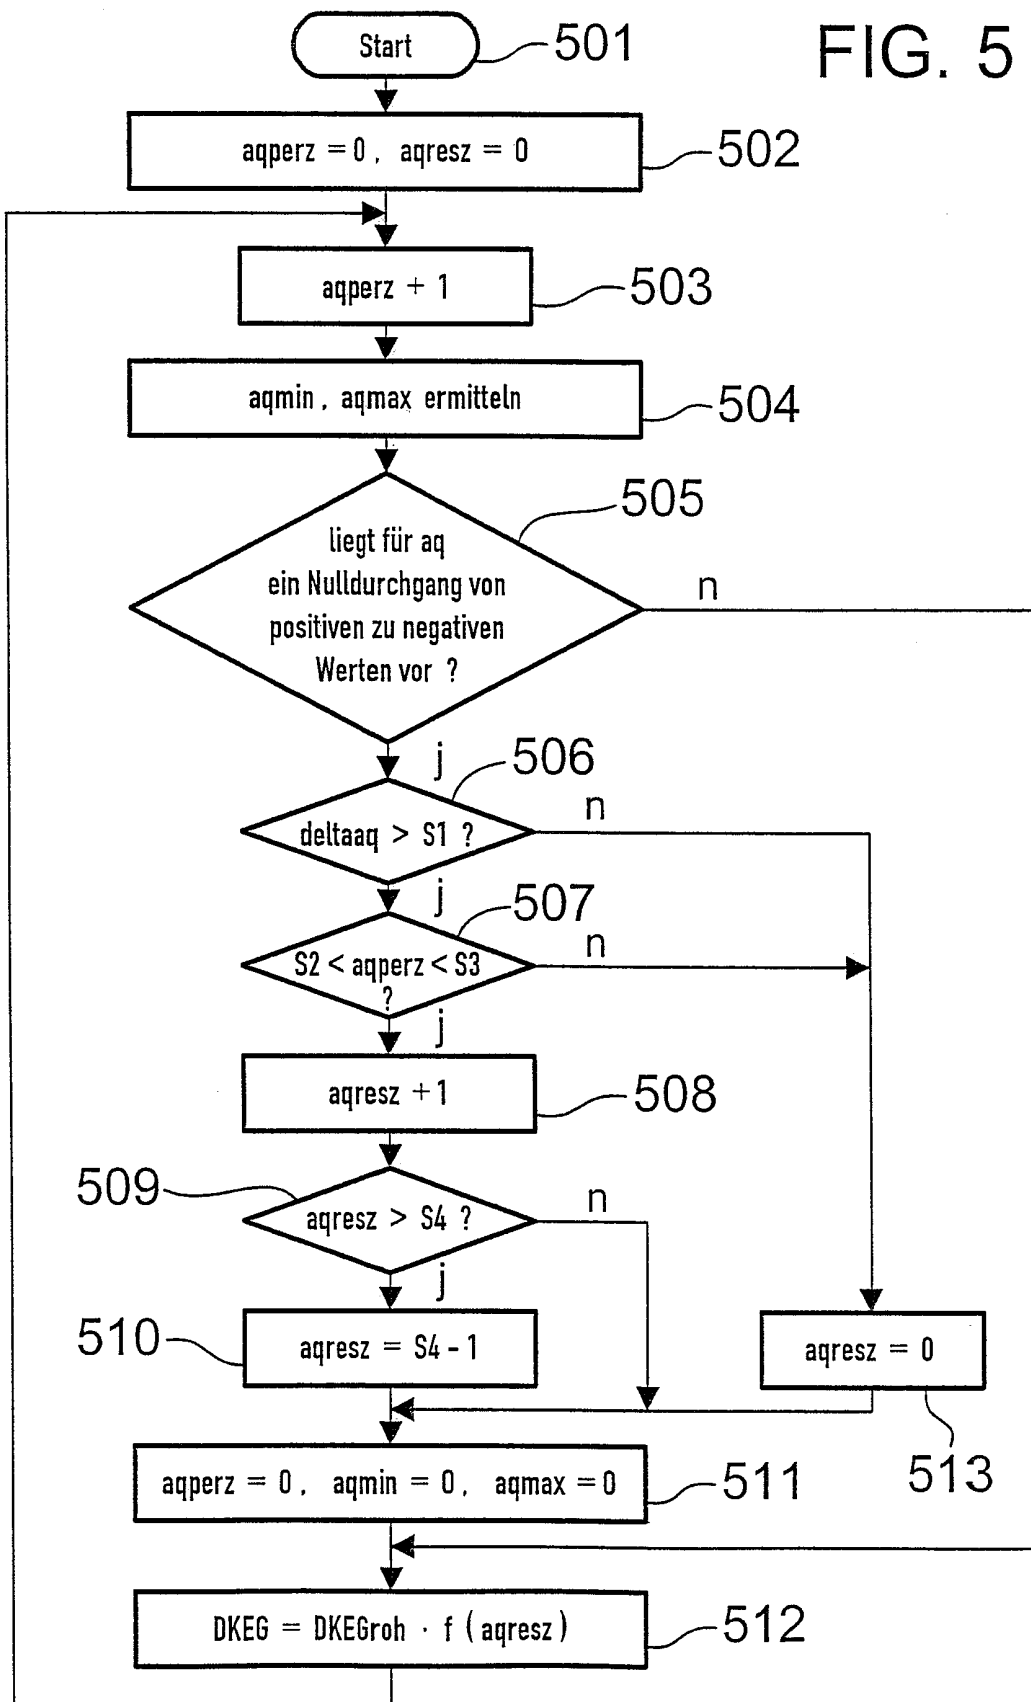 FIG. 5
Start
501
aqperz = 0, aqresz = 0
502
aqperz + 1
503
aqmin, aqmax ermitteln
504
505
liegt für aq
ein Nulldurchgang von
positiven zu negativen
Werten vor ?
n
j
506
deltaaq > S1 ?
n
j
507
S2 < aqperz < S3
?
n
j
aqresz + 1
508
509
aqresz > S4 ?
n
j
510
aqresz = S4 - 1
aqresz = 0
513
aqperz = 0, aqmin = 0, aqmax = 0
511
DKEG = DKEGroh · f (aqresz)
512